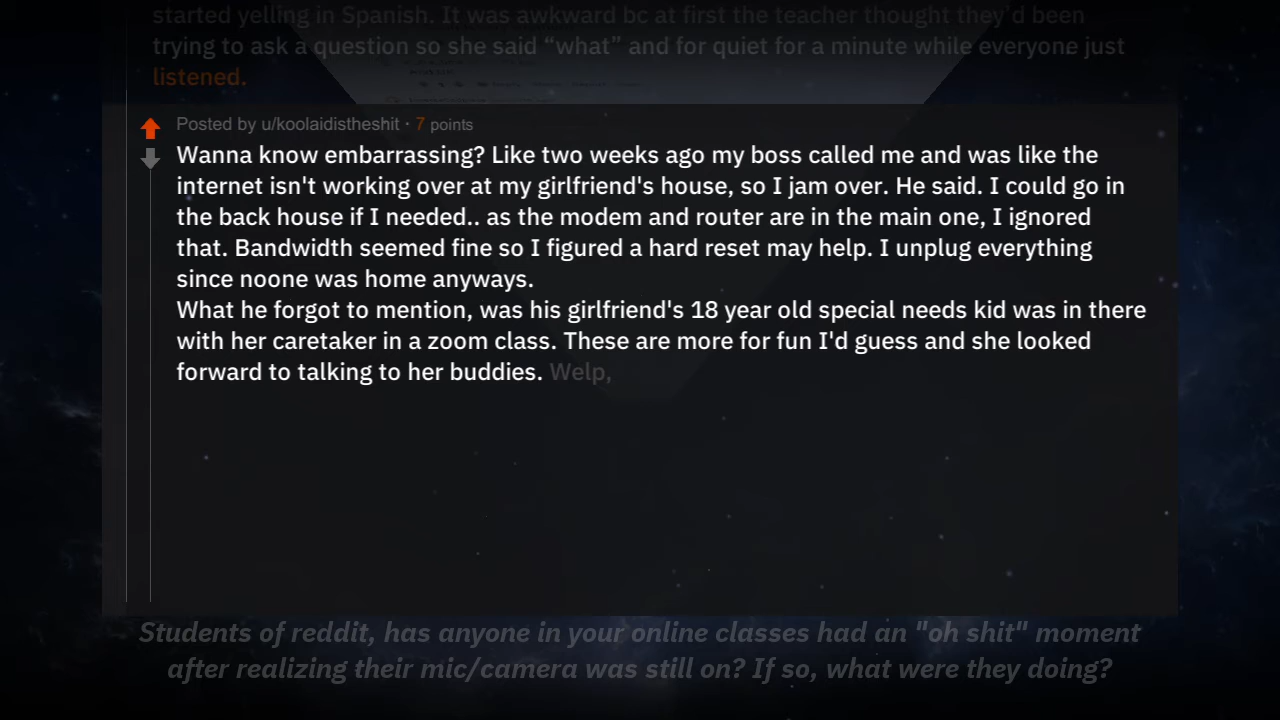 started yelling in Spanish. It was awkward bc at first the teacher thought they'd been
trying to ask a question so she said “what” and for quiet for a minute while everyone just
listened.
Posted by u/koolaidistheshit · 7 points
Wanna know embarrassing? Like two weeks ago my boss called me and was like the
internet isn't working over at my girlfriend's house, so I jam over. He said. I could go in
the back house if I needed.. as the modem and router are in the main one, I ignored
that. Bandwidth seemed fine so I figured a hard reset may help. I unplug everything
since noone was home anyways.
What he forgot to mention, was his girlfriend's 18 year old special needs kid was in there
with her caretaker in a zoom class. These are more for fun I'd guess and she looked
forward to talking to her buddies. Welp,
Students of reddit, has anyone in your online classes had an "oh shit" moment
after realizing their mic/camera was still on? If so, what were they doing?